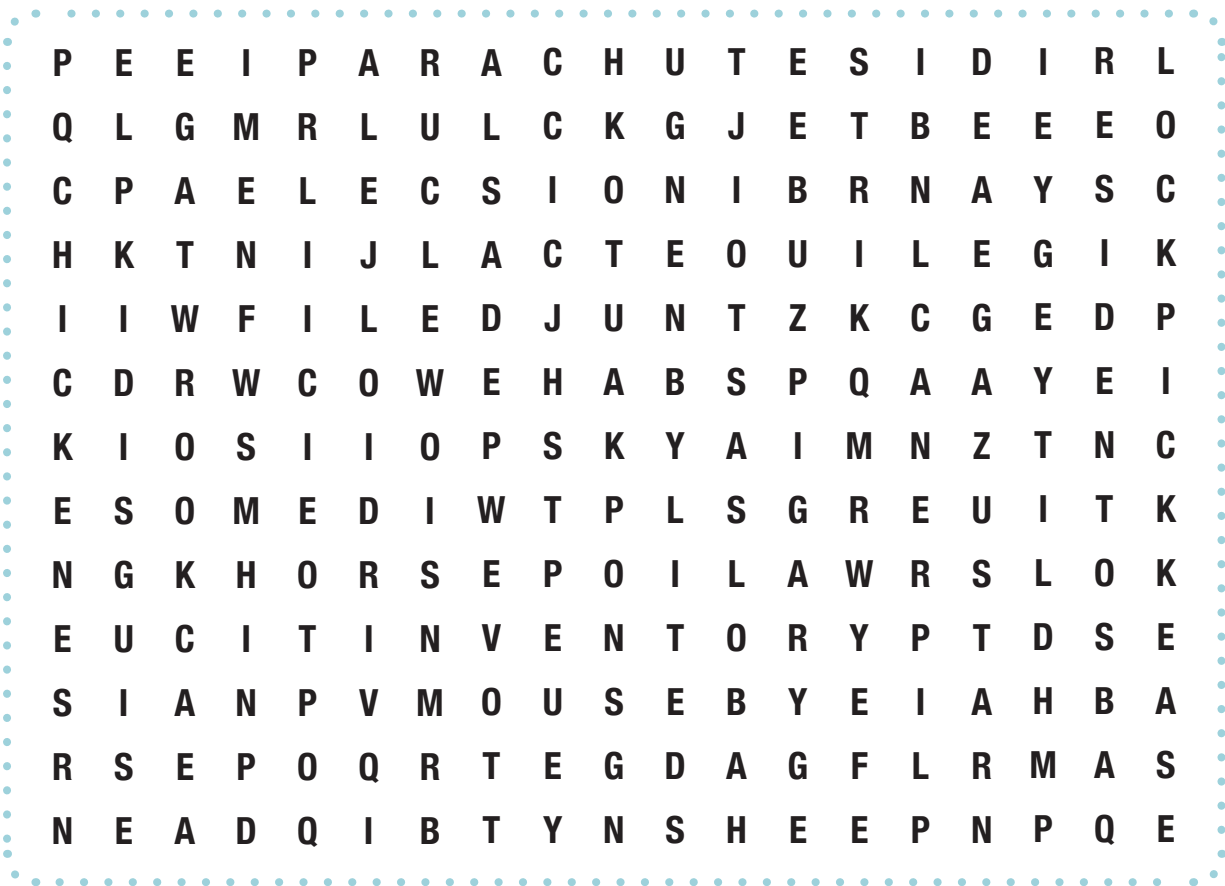 P E E I P A R A C H U T E S I D I R L
Q L G M R L U L C K G J E T B E E E O
C P A E L E C S I O N I B R N A Y S C
H K T N I J L A C T E O U I L E G I K
I I W F I L E D J U N T Z K C G E D P
C D R W C O W E H A B S P Q A A Y E I
K I O S I I O P S K Y A I M N Z T N C
E S O M E D I W T P L S G R E U I T K
N G K H O R S E P O I L A W R S L O K
E U C I T I N V E N T O R Y P T D S E
S I A N P V M O U S E B Y E I A H B A
R S E P O Q R T E G D A G F L R M A S
N E A D Q I B T Y N S H E E P N P Q E